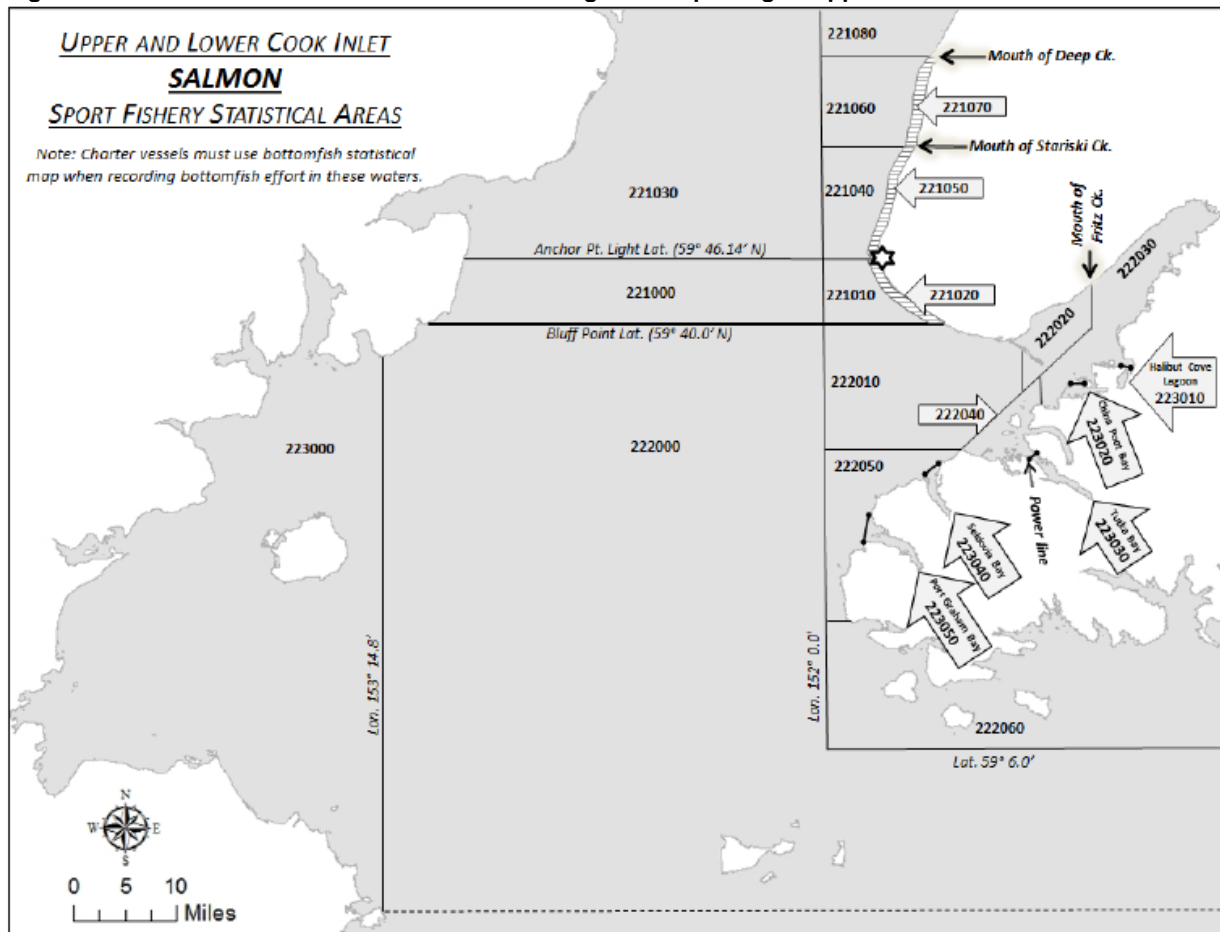 UPPER AND LOWER COOK INLET
SALMON
SPORT FISHERY STATISTICAL AREAS
Note: Charter vessels must use bottomfish statistical
map when recording bottomfish effort in these waters.
221080
Mouth of Deep Ck.
221060
221070
Mouth of Stariski Ck.
221030
221040
221050
Mouth of
Fritz Ck.
222030
Anchor Pt. Light Lat. (59° 46.14' N)
221000
221010
221020
Bluff Point Lat. (59° 40.0' N)
222020
Halibut Cove
Lagoon
223010
222010
222040
China Poot Bay
223020
223000
222000
222050
Power line
Tutka Bay
223030
Seldovia Bay
223040
Port Graham Bay
223050
Lon. 153° 14.8'
Lon. 152° 0.0'
222060
Lat. 59° 6.0'
N
W
E
S
0 5 10
Miles